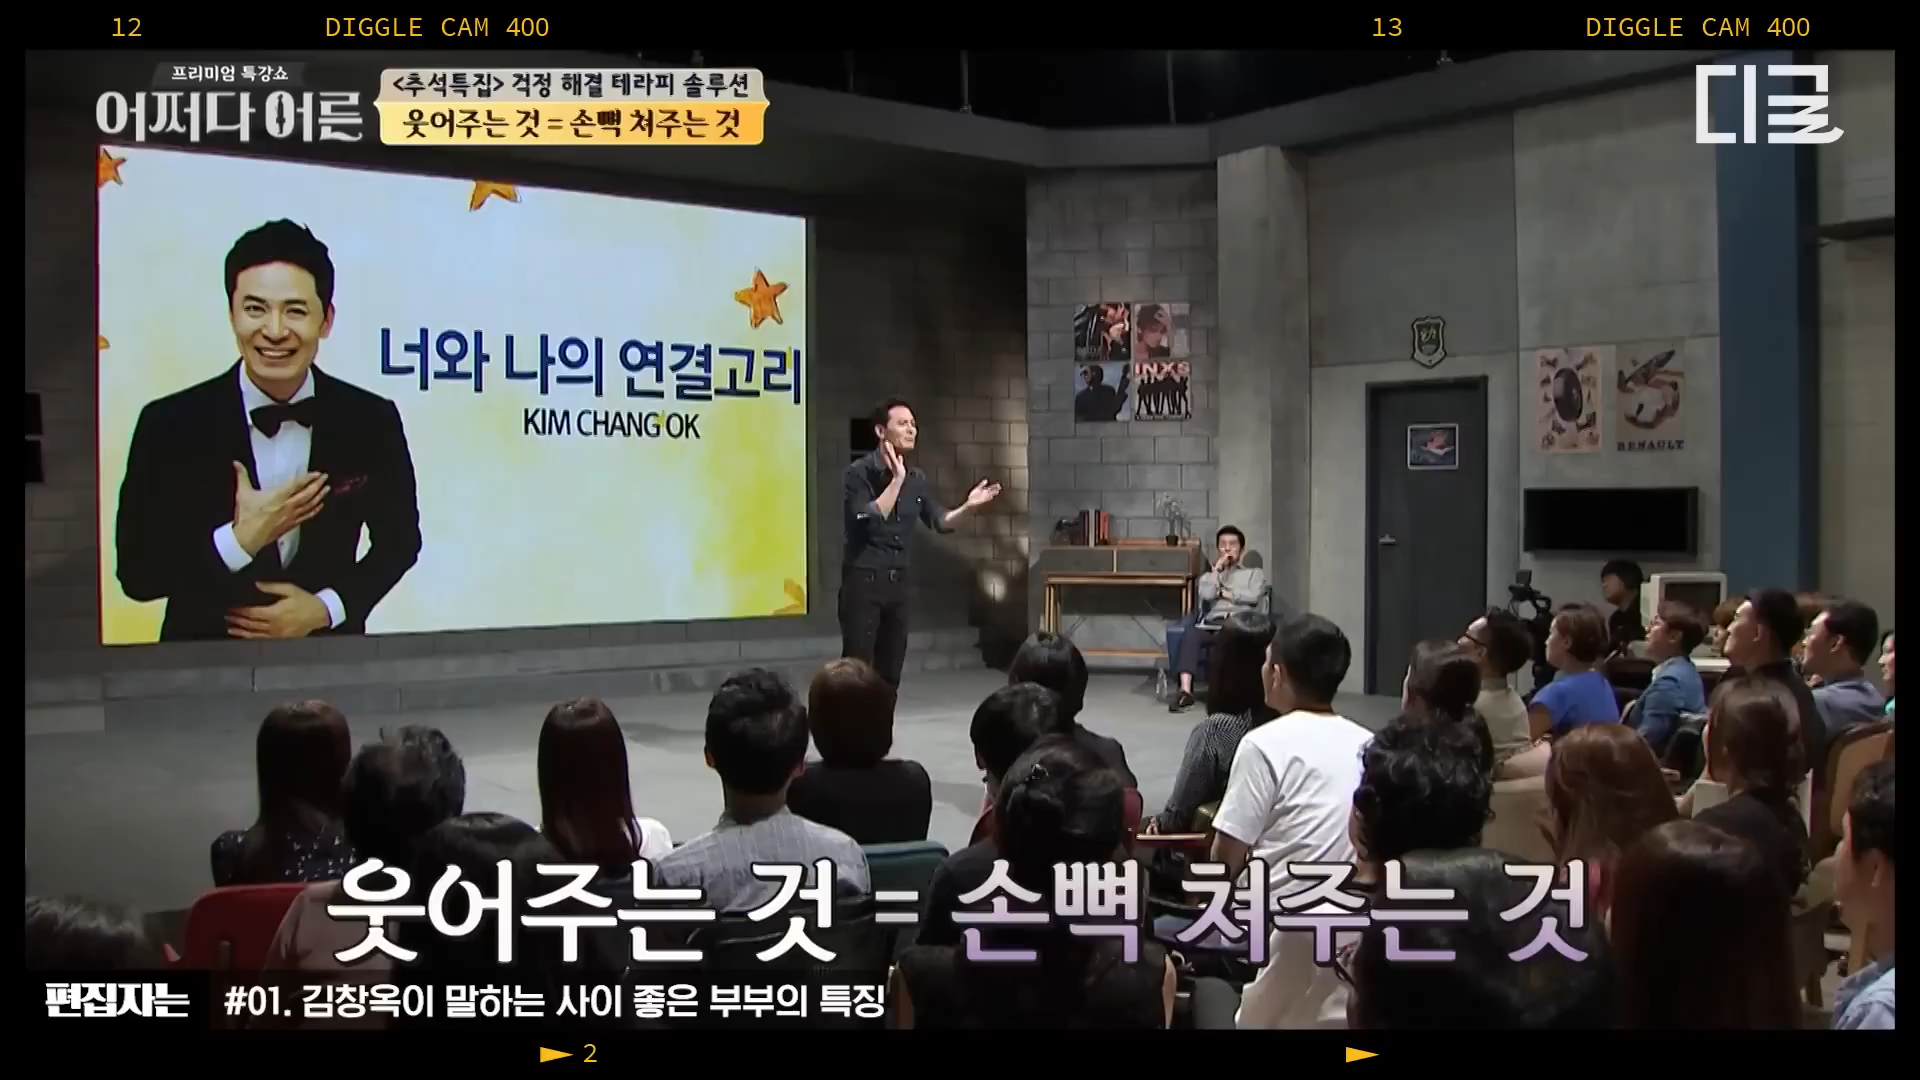 12
DIGGLE CAM 400
13
DIGGLE CAM 400
프리미엄 특강쇼
어쩌다 어른
<추석특집> 걱정 해결 테라피 솔루션
웃어주는 것 = 손뼉 쳐주는 것
디글
너와 나의 연결고리
KIM CHANG OK
INXS
RENAULT
웃어주는 것 = 손뼉 쳐주는 것
편집자는
#01. 김창옥이 말하는 사이 좋은 부부의 특징
2